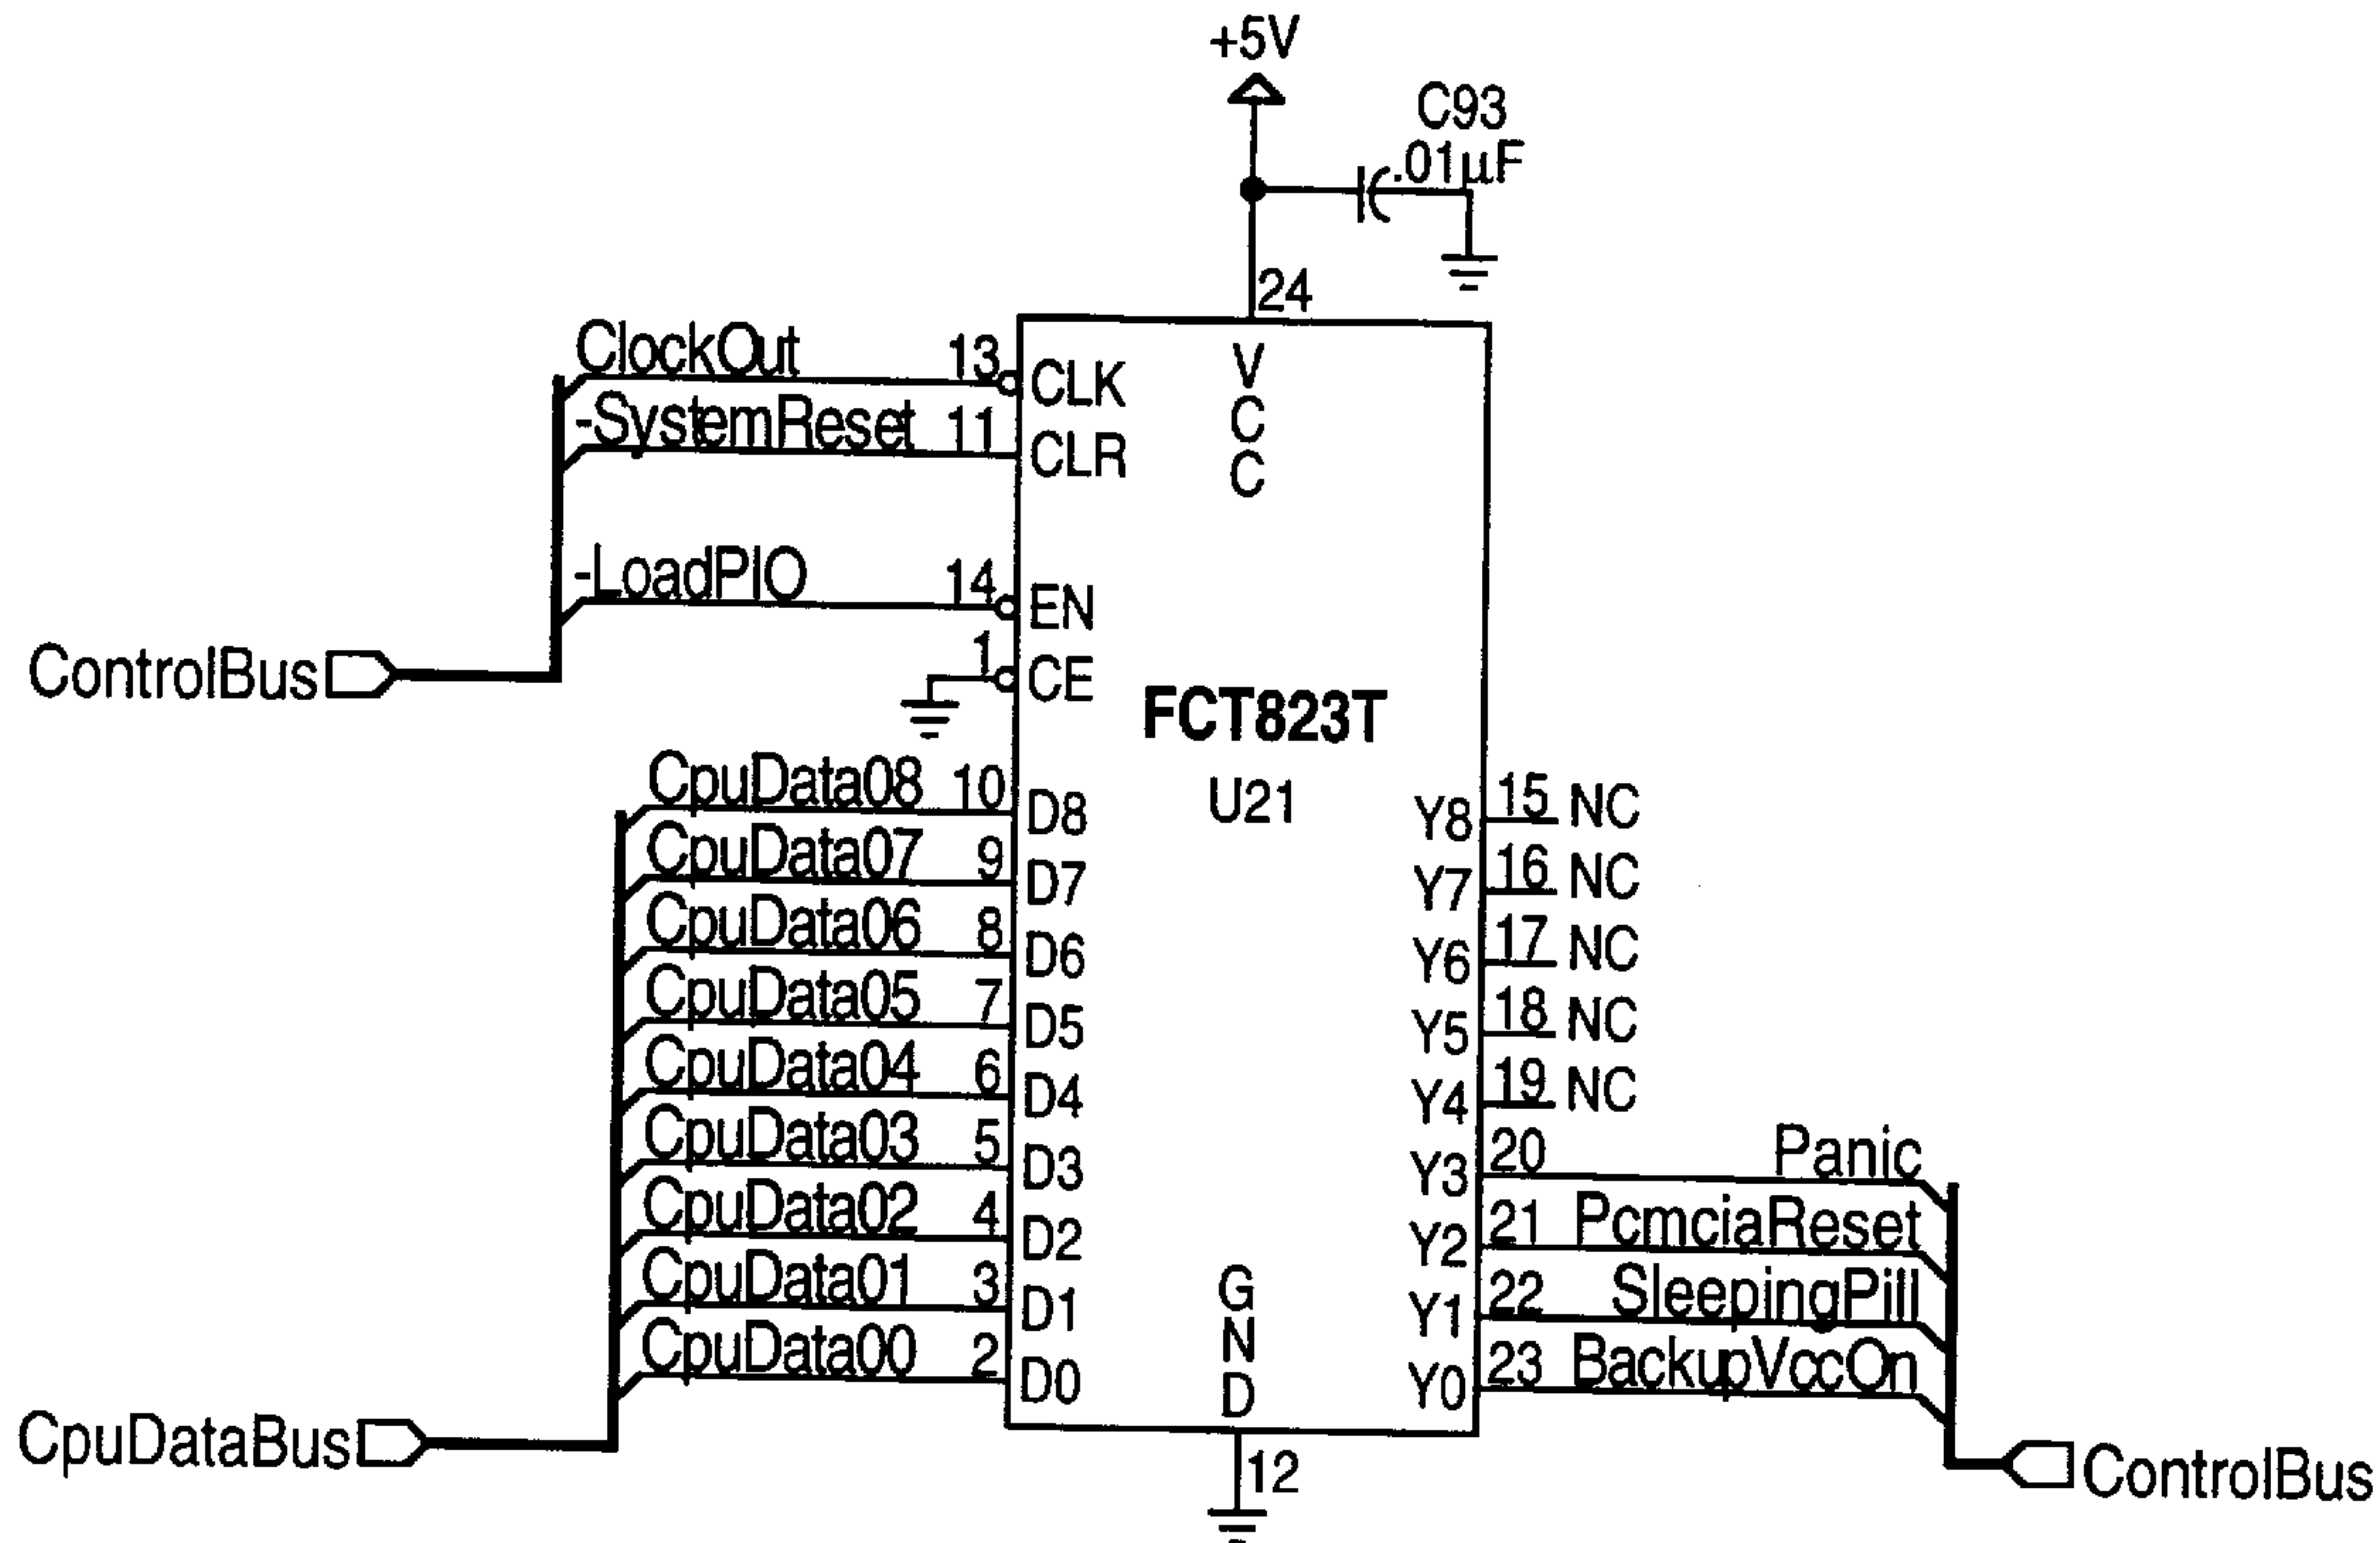 +5V
C93
.01µF
24
ClockOut 13 CLK
-SystemReset 11 CLR
VCC
-LoadPIO 14 EN
1 CE
ControlBus
FCT823T
U21
CpuData08 10 D8
CpuData07 9 D7
CpuData06 8 D6
CpuData05 7 D5
CpuData04 6 D4
CpuData03 5 D3
CpuData02 4 D2
CpuData01 3 D1
CpuData00 2 D0
CpuDataBus
Y8 15 NC
Y7 16 NC
Y6 17 NC
Y5 18 NC
Y4 19 NC
Y3 20 Panic
Y2 21 PcmciaReset
Y1 22 SleepingPill
Y0 23 BackupVccOn
GND
12
ControlBus